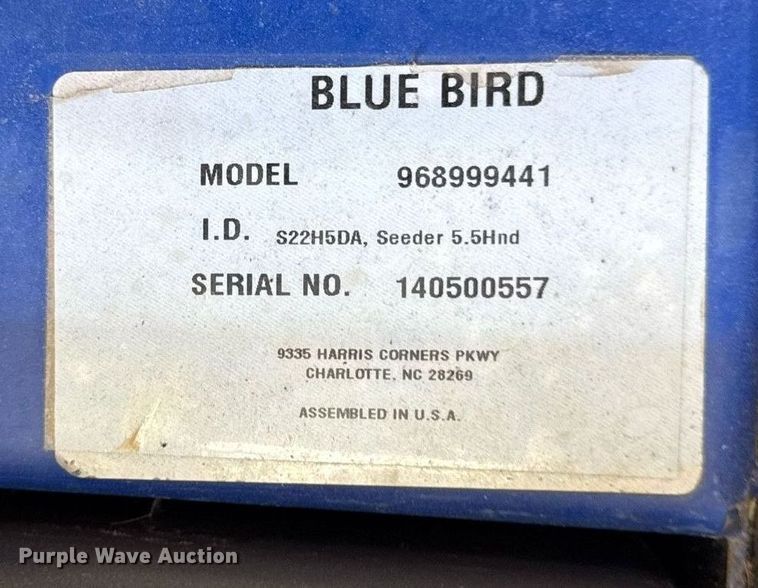 BLUE BIRD
MODEL 968999441
I.D. S22H5DA, Seeder 5.5Hnd
SERIAL NO. 140500557
9335 HARRIS CORNERS PKWY
CHARLOTTE, NC 28269
ASSEMBLED IN U.S.A.
Purple Wave Auction